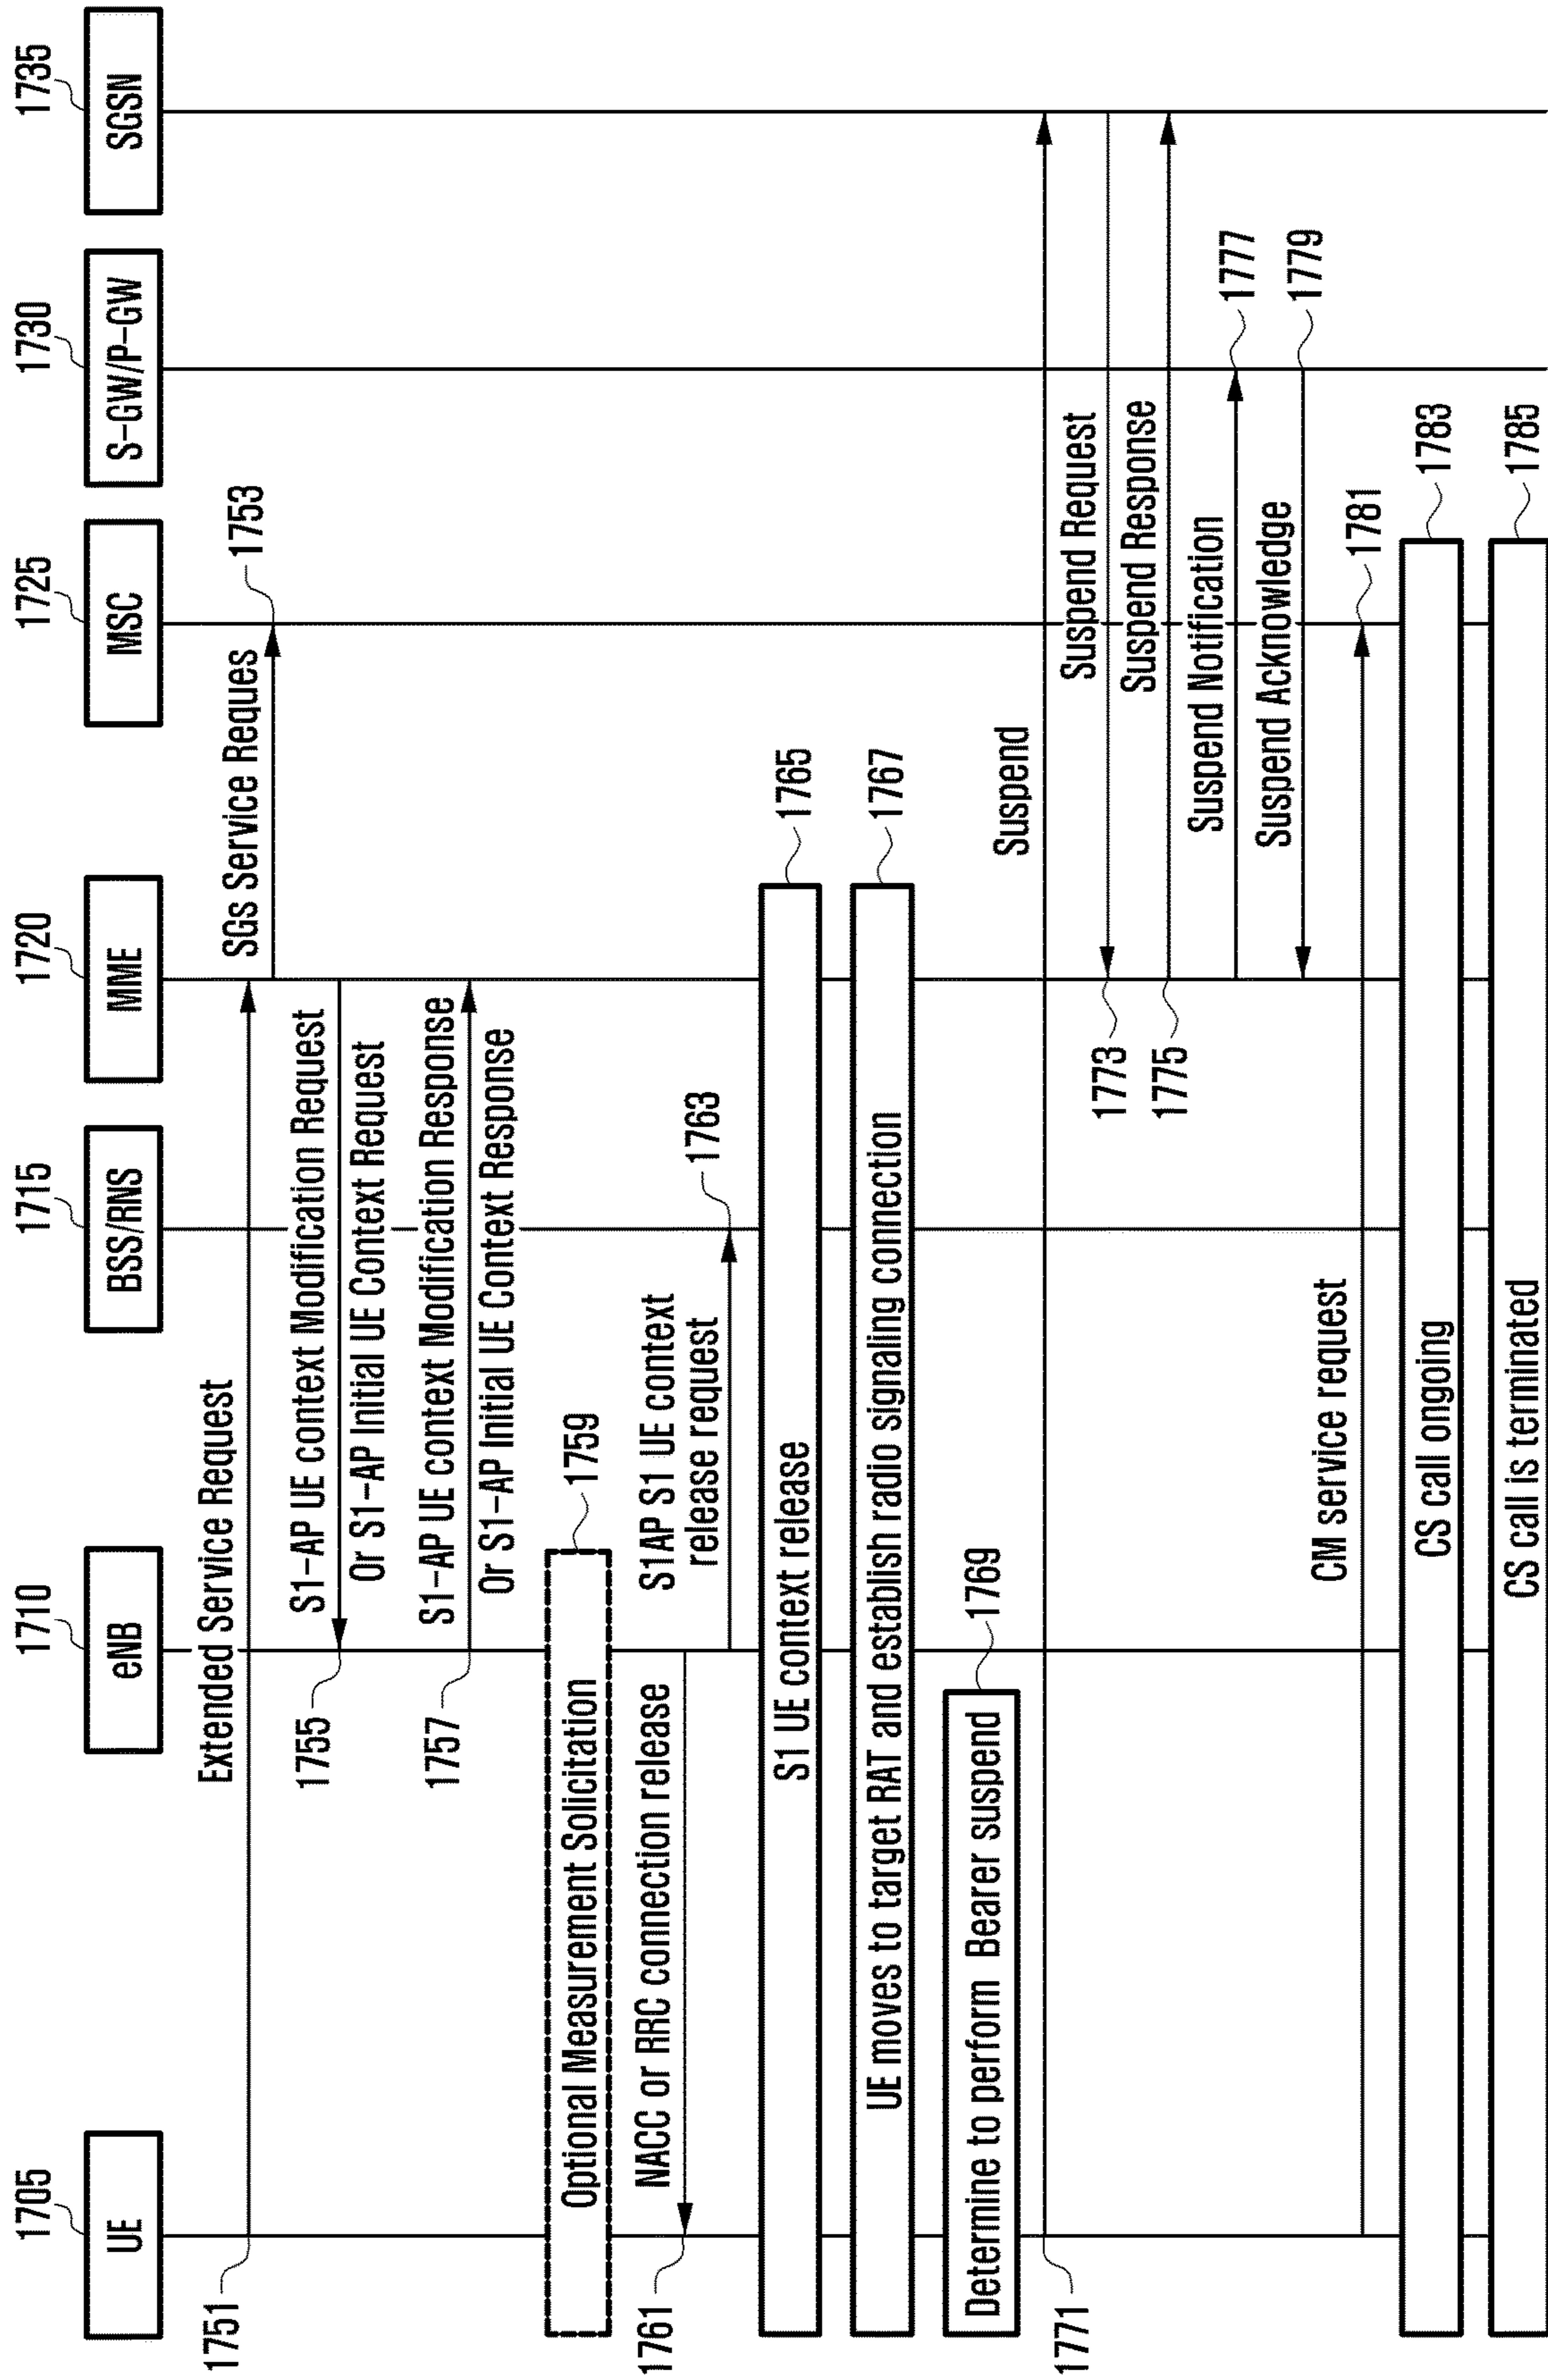 1705
1710
1715
1720
1725
1730
1735
UE
eNB
BSS/RNS
MME
MSC
S-GW/P-GW
SGSN
1751
Extended Service Request
SGs Service Reques
1753
1755
S1-AP UE context Modification Request
Or S1-AP Initial UE Context Request
1757
S1-AP UE context Modification Response
Or S1-AP Initial UE Context Response
Optional Measurement Solicitation
1759
1761
NACC or RRC connection release
S1AP S1 UE context
release request
1763
S1 UE context release
1765
UE moves to target RAT and establish radio signaling connection
1767
Determine to perform Bearer suspend
1769
1771
Suspend
1773
Suspend Request
1775
Suspend Response
Suspend Notification
1777
Suspend Acknowledge
1779
CM service request
1781
CS call ongoing
1783
CS call is terminated
1785